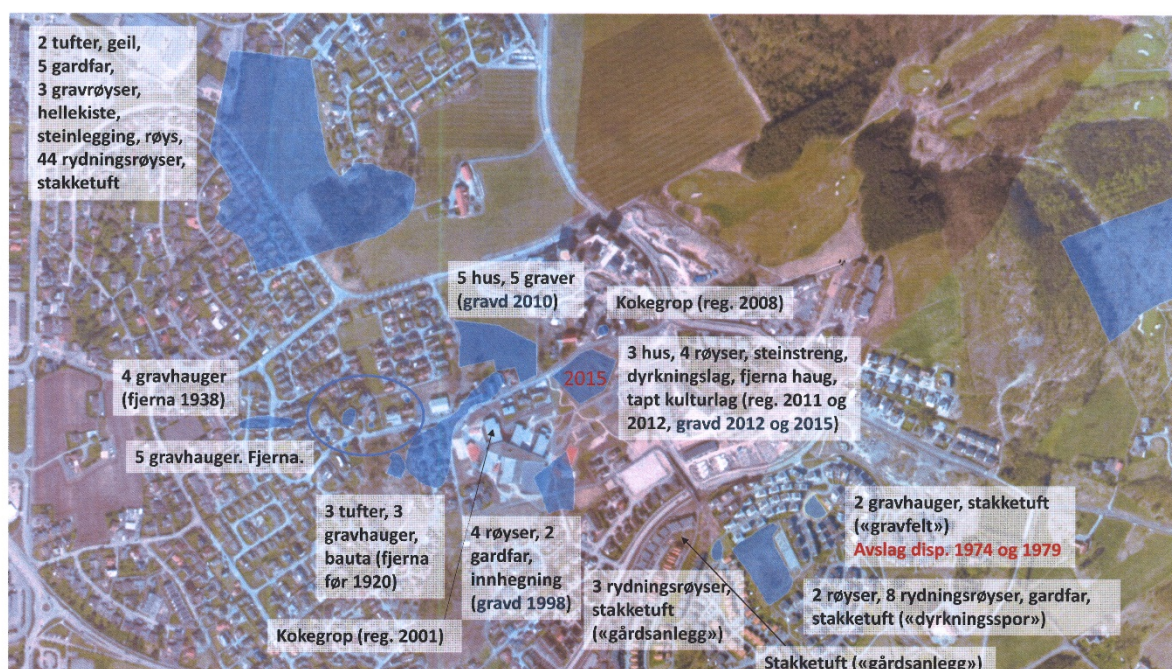 2 tufter, geil,
5 gardfar,
3 gravrøyser,
hellekiste,
steinlegging, røys,
44 rydningsrøyser,
stakketuft
5 hus, 5 graver
(gravd 2010)
Kokegrop (reg. 2008)
2015
3 hus, 4 røyser, steinstreng,
dyrkningslag, fjerna haug,
tapt kulturlag (reg. 2011 og
2012, gravd 2012 og 2015)
4 gravhauger
(fjerna 1938)
5 gravhauger. Fjerna.
3 tufter, 3
gravhauger,
bauta (fjerna
før 1920)
4 røyser, 2
gardfar,
innhegning
(gravd 1998)
Kokegrop (reg. 2001)
3 rydningsrøyser,
stakketuft
(«gårdsanlegg»)
2 gravhauger, stakketuft
(«gravfelt»)
Avslag disp. 1974 og 1979
2 røyser, 8 rydningsrøyser, gardfar,
stakketuft («dyrkningsspor»)
Stakketuft («gårdsanlegg»)